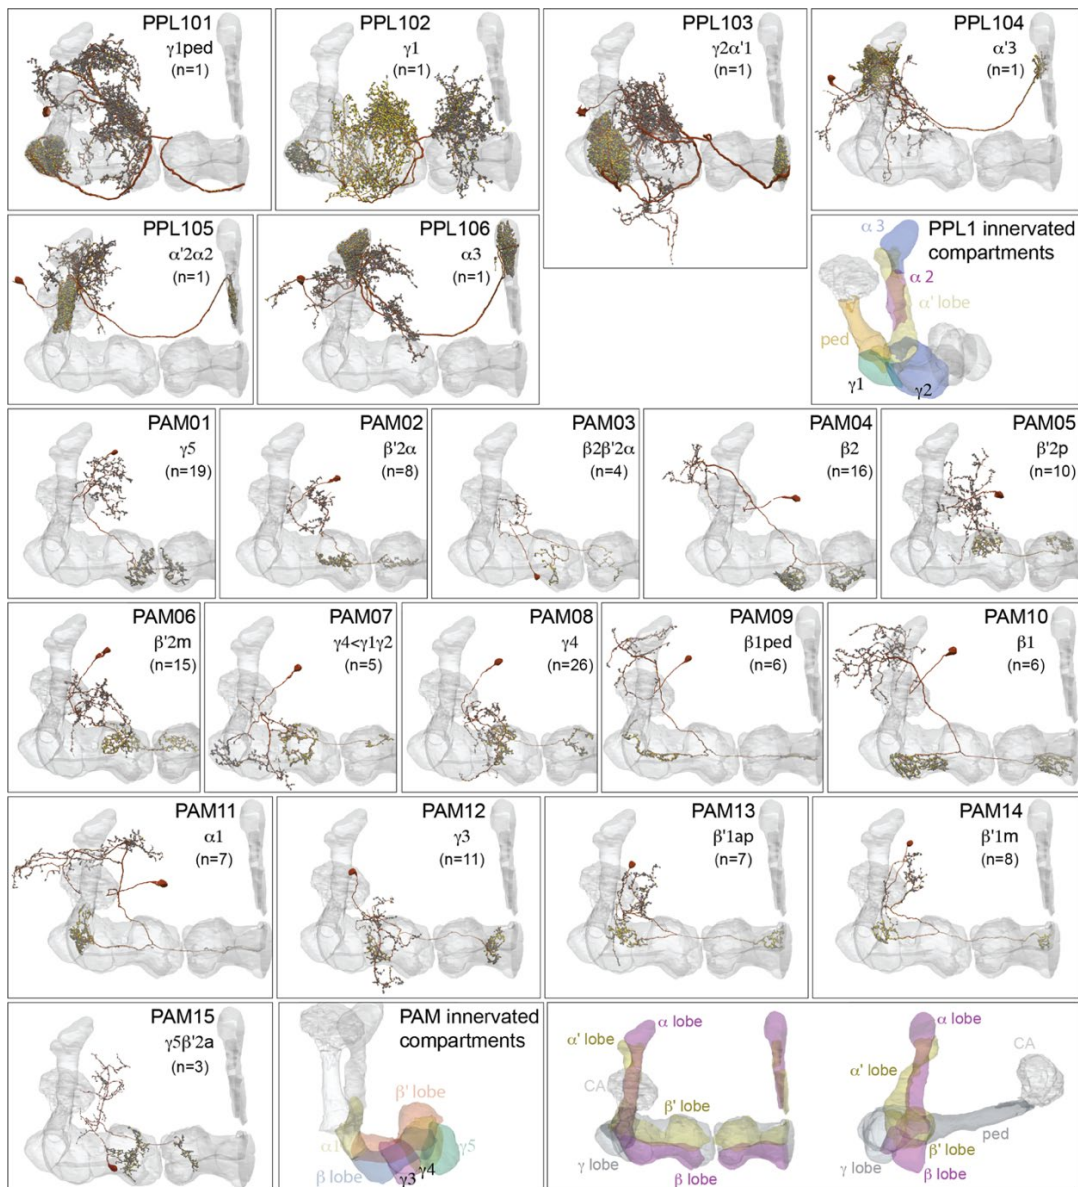 PPL101
γ1ped
(n=1)
PPL102
γ1
(n=1)
PPL103
γ2α'1
(n=1)
PPL104
α'3
(n=1)
PPL105
α'2α2
(n=1)
PPL106
α3
(n=1)
PPL1 innervated
compartments
α 3
α 2
α' lobe
ped
γ1
γ2
PAM01
γ5
(n=19)
PAM02
β'2α
(n=8)
PAM03
β2β'2α
(n=4)
PAM04
β2
(n=16)
PAM05
β'2p
(n=10)
PAM06
β'2m
(n=15)
PAM07
γ4<γ1γ2
(n=5)
PAM08
γ4
(n=26)
PAM09
β1ped
(n=6)
PAM10
β1
(n=6)
PAM11
α1
(n=7)
PAM12
γ3
(n=11)
PAM13
β'1ap
(n=7)
PAM14
β'1m
(n=8)
PAM15
γ5β'2a
(n=3)
PAM innervated
compartments
β' lobe
α1
γ5
β lobe
γ3
γ4
α lobe
α' lobe
CA
β' lobe
γ lobe
β lobe
α lobe
CA
α' lobe
ped
β' lobe
γ lobe
β lobe